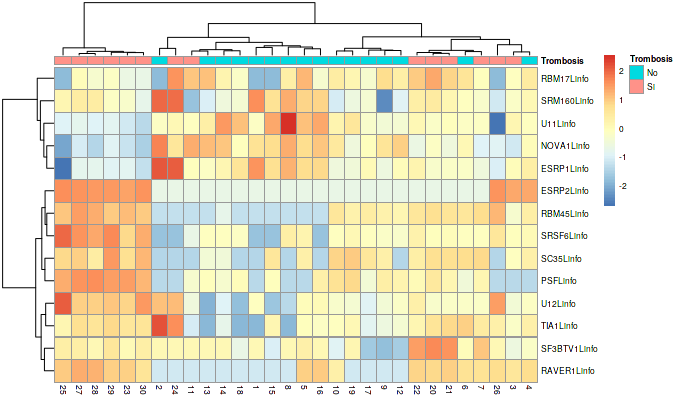 Trombosis
RBM17Linfo
SRM160Linfo
U11Linfo
NOVA1Linfo
ESRP1Linfo
ESRP2Linfo
RBM45Linfo
SRSF6Linfo
SC35Linfo
PSFLinfo
U12Linfo
TIA1Linfo
SF3BTV1Linfo
RAVER1Linfo
25 27 28 29 23 30 2 24 11 13 14 18 1 15 8 5 16 10 19 17 9 12 22 20 21 6 7 26 3 4
2
1
0
-1
-2
Trombosis
No
SI